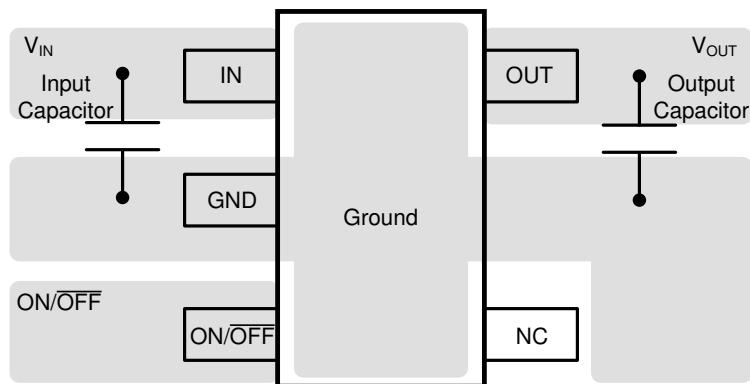 VIN
IN
Input
Capacitor
OUT
VOUT
Output
Capacitor
GND
Ground
ON/OFF
ON/OFF
NC